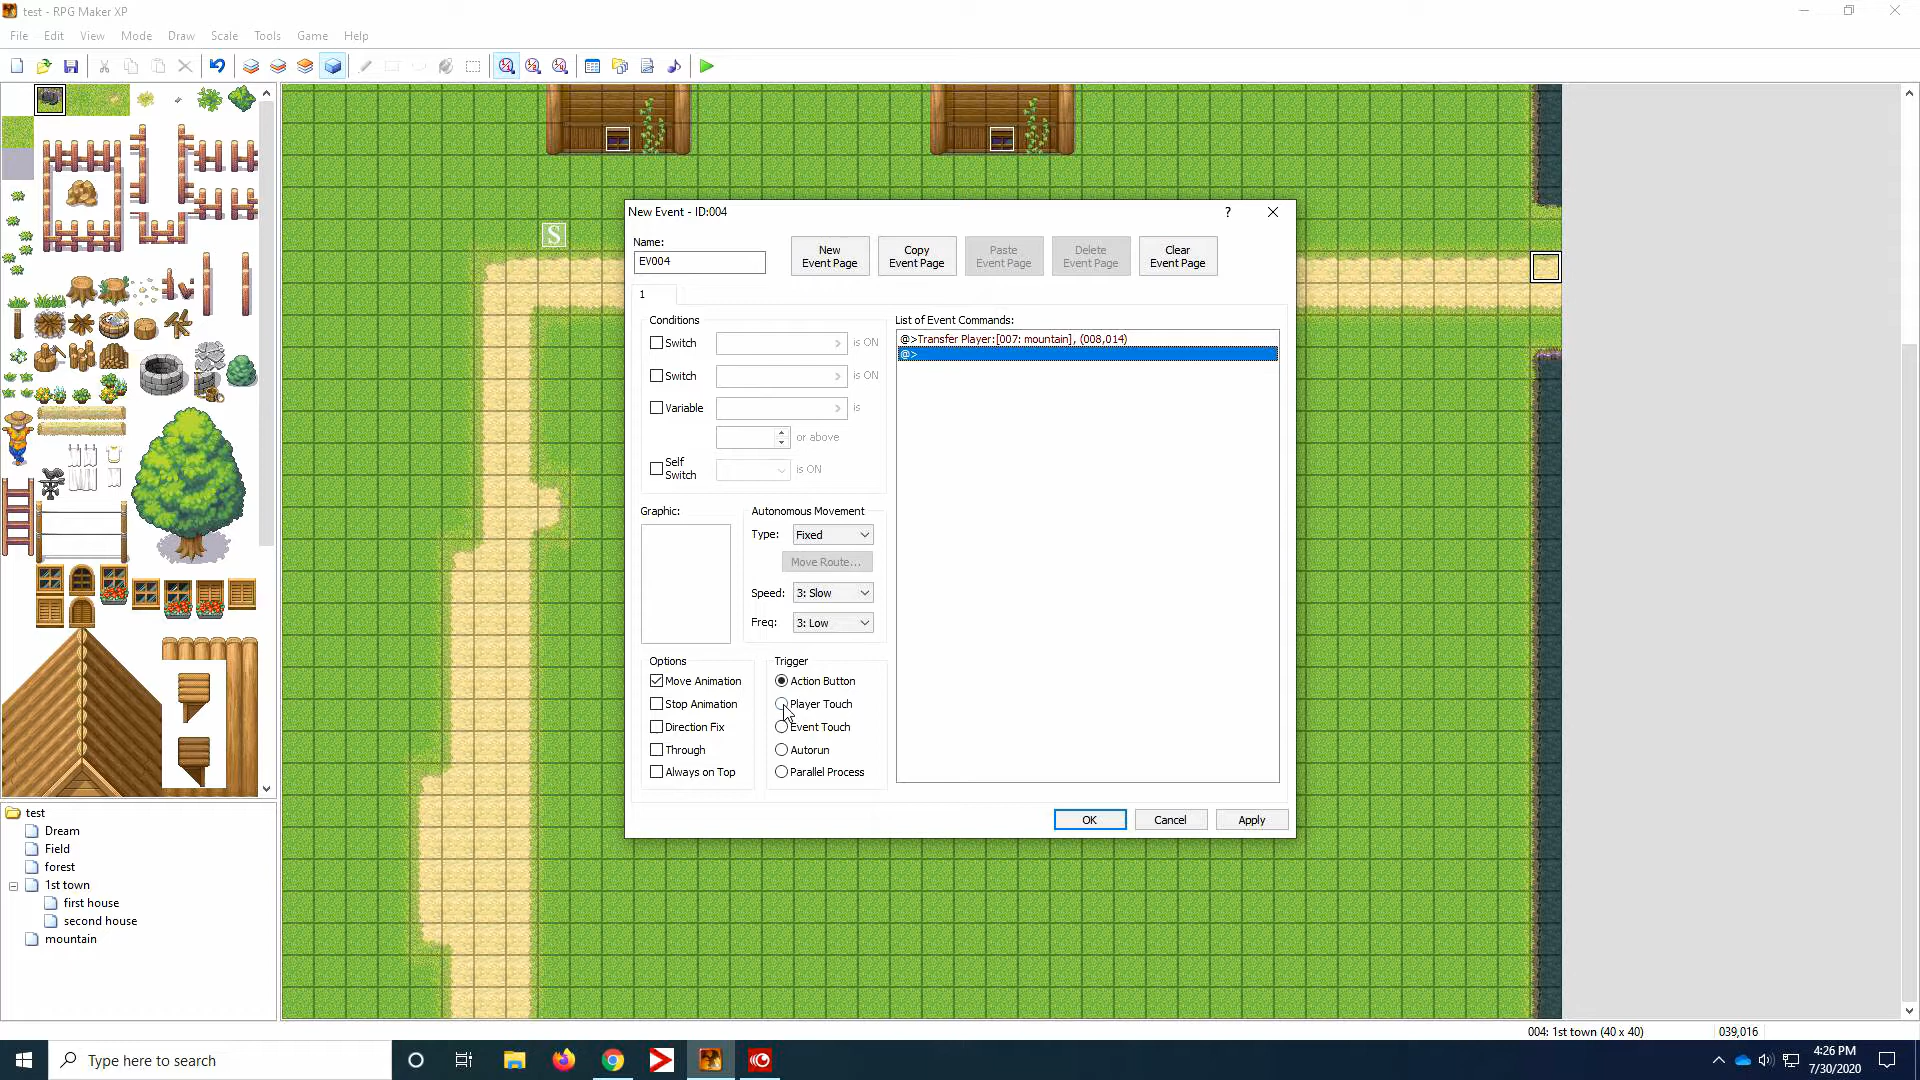 test - RPG Maker XP
File Edit View Mode Draw Scale Tools Game Help
S
New Event - ID:004
?
Name:
EV004
New Event Page
Copy Event Page
Paste Event Page
Delete Event Page
Clear Event Page
1
Conditions
Switch is ON
Switch is ON
Variable is
or above
Self Switch is ON
Graphic:
Autonomous Movement
Type: Fixed
Move Route...
Speed: 3: Slow
Freq: 3: Low
Options
Move Animation
Stop Animation
Direction Fix
Through
Always on Top
Trigger
Action Button
Player Touch
Event Touch
Autorun
Parallel Process
List of Event Commands:
@>Transfer Player:[007: mountain], (008,014)
@>
OK Cancel Apply
test
Dream
Field
forest
1st town
first house
second house
mountain
004: 1st town (40 x 40) 039,016
Type here to search
4:26 PM
7/30/2020